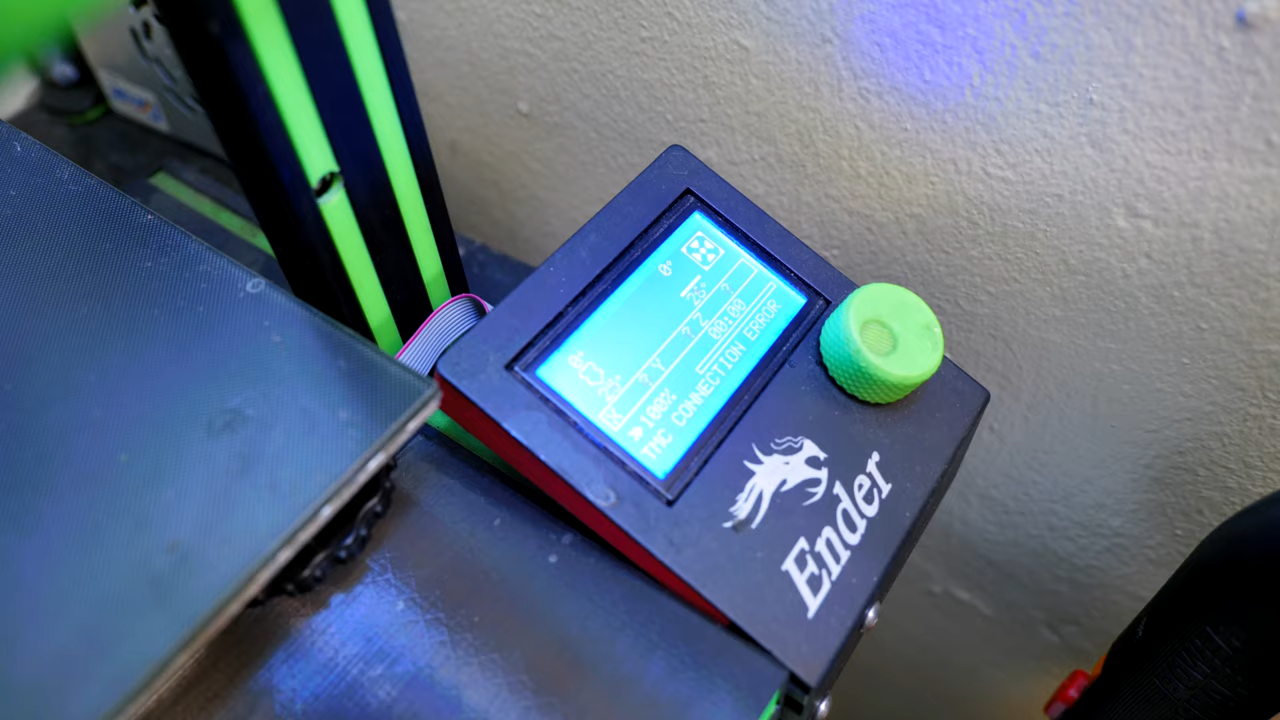 0°
25°
X ? Y ? Z ?
100% 00:00
TMC CONNECTION ERROR
Ender